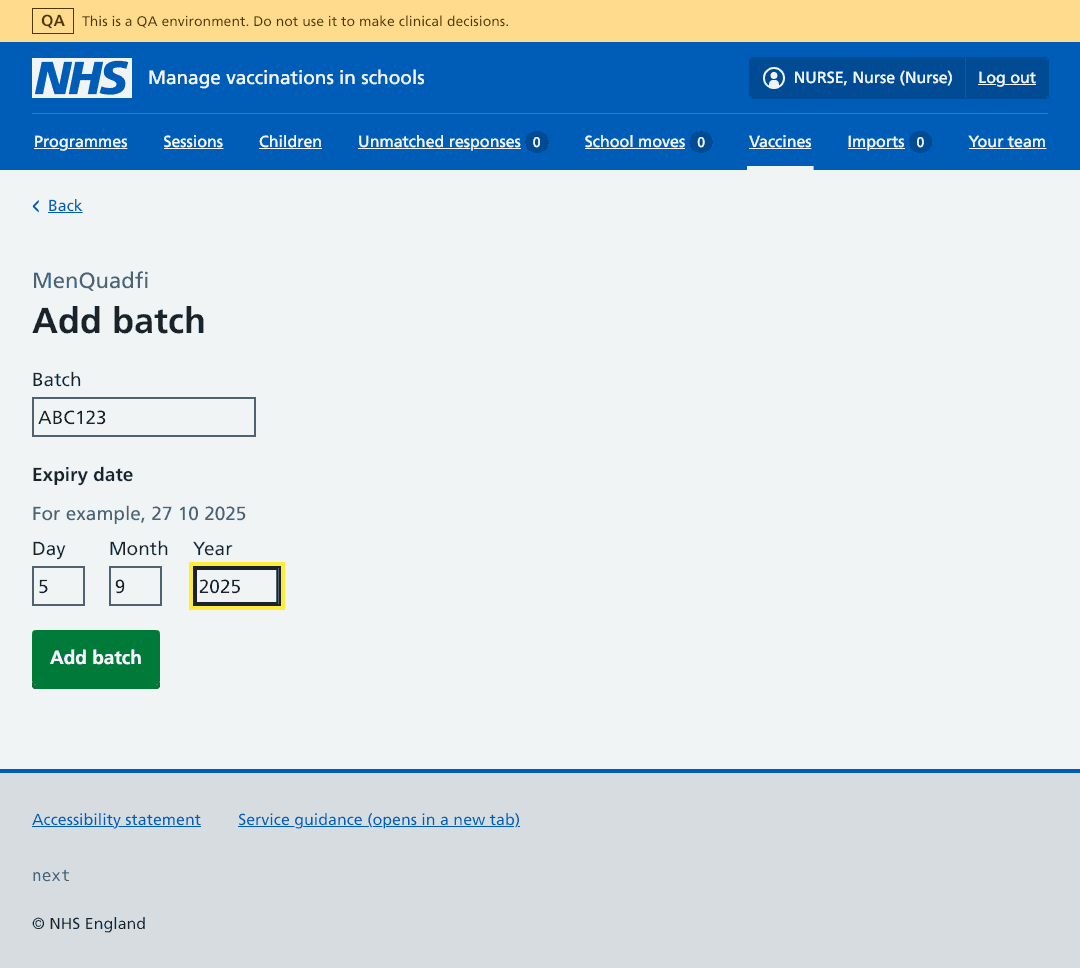 QA This is a QA environment. Do not use it to make clinical decisions.
NHS Manage vaccinations in schools NURSE, Nurse (Nurse) Log out
Programmes Sessions Children Unmatched responses 0 School moves 0 Vaccines Imports 0 Your team
Back
MenQuadfi
Add batch
Batch
ABC123
Expiry date
For example, 27 10 2025
Day Month Year
5 9 2025
Add batch
Accessibility statement Service guidance (opens in a new tab)
next
© NHS England